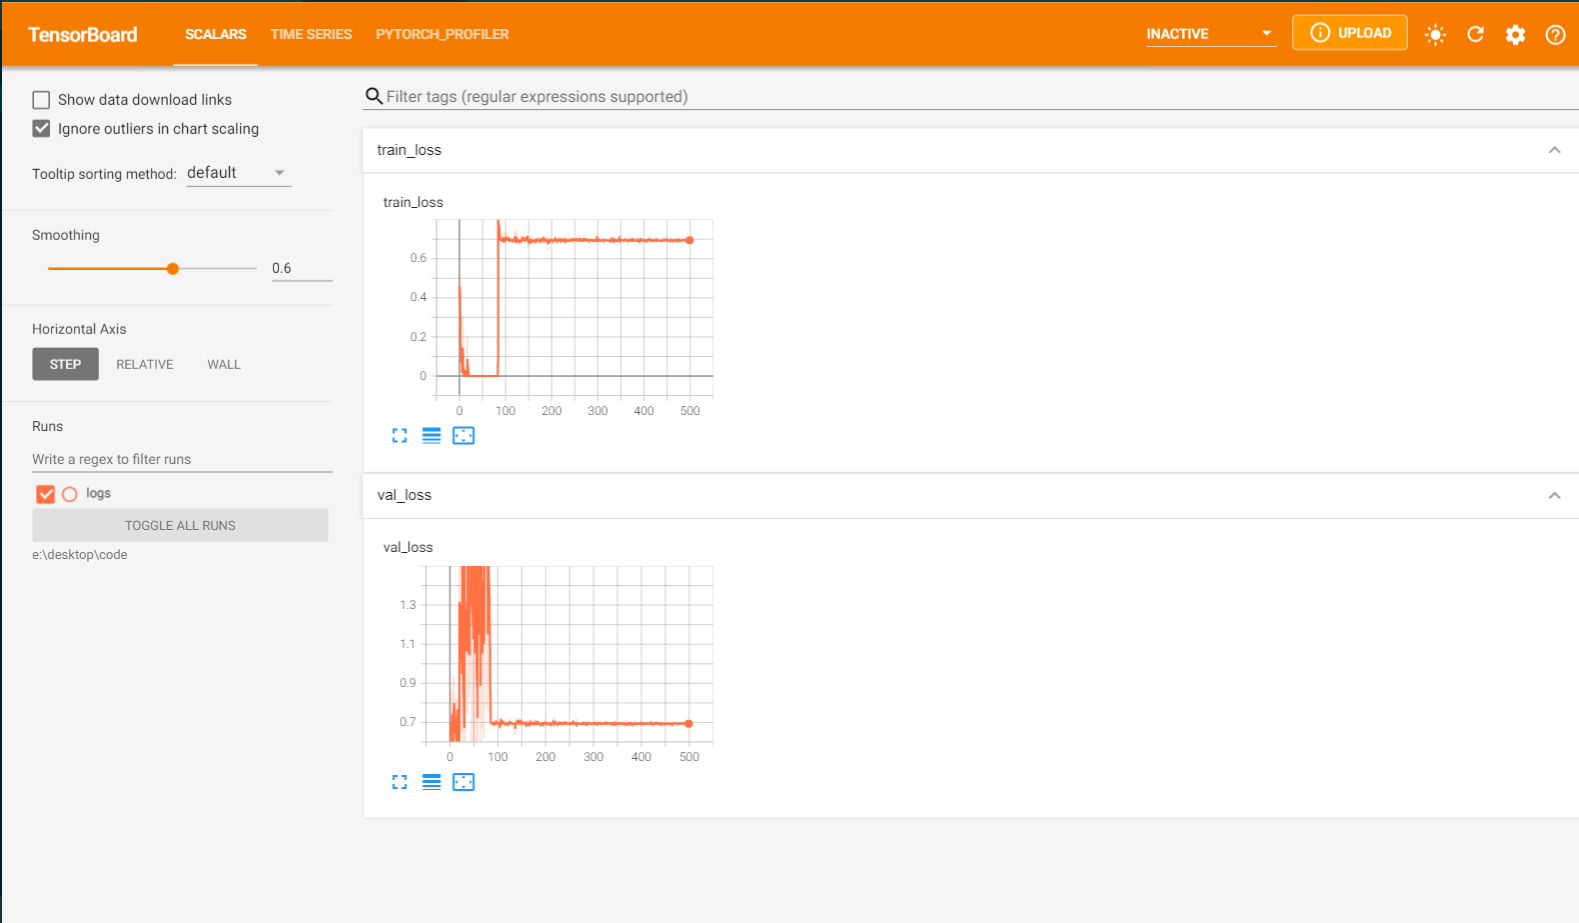 TensorBoard SCALARS TIME SERIES PYTORCH_PROFILER INACTIVE UPLOAD
Show data download links
Ignore outliers in chart scaling
Tooltip sorting method: default
Smoothing
0.6
Horizontal Axis
STEP RELATIVE WALL
Runs
Write a regex to filter runs
logs
TOGGLE ALL RUNS
e:\desktop\code
Filter tags (regular expressions supported)
train_loss
train_loss
0.6
0.4
0.2
0
0 100 200 300 400 500
val_loss
val_loss
1.3
1.1
0.9
0.7
0 100 200 300 400 500